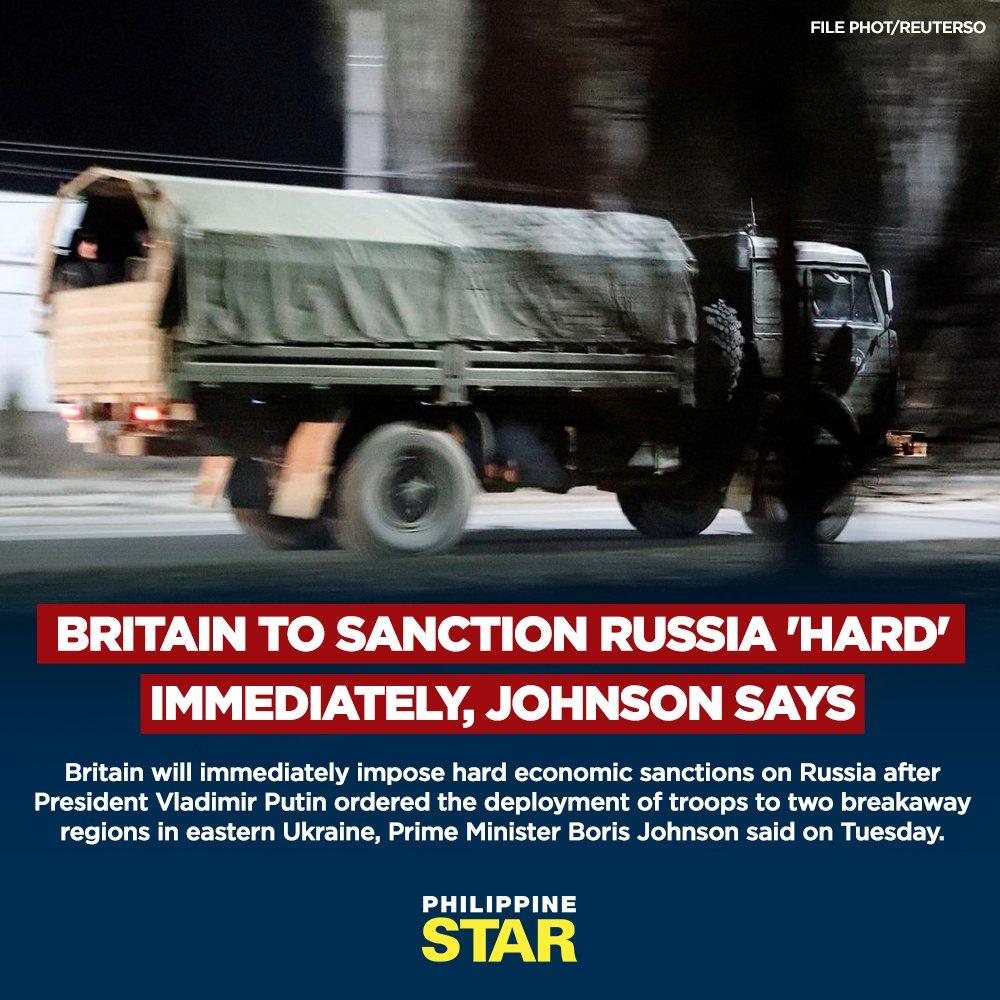 FILE PHOT/REUTERSO
BRITAIN TO SANCTION RUSSIA 'HARD'
IMMEDIATELY, JOHNSON SAYS
Britain will immediately impose hard economic sanctions on Russia after
President Vladimir Putin ordered the deployment of troops to two breakaway
regions in eastern Ukraine, Prime Minister Boris Johnson said on Tuesday.
PHILIPPINE
STAR